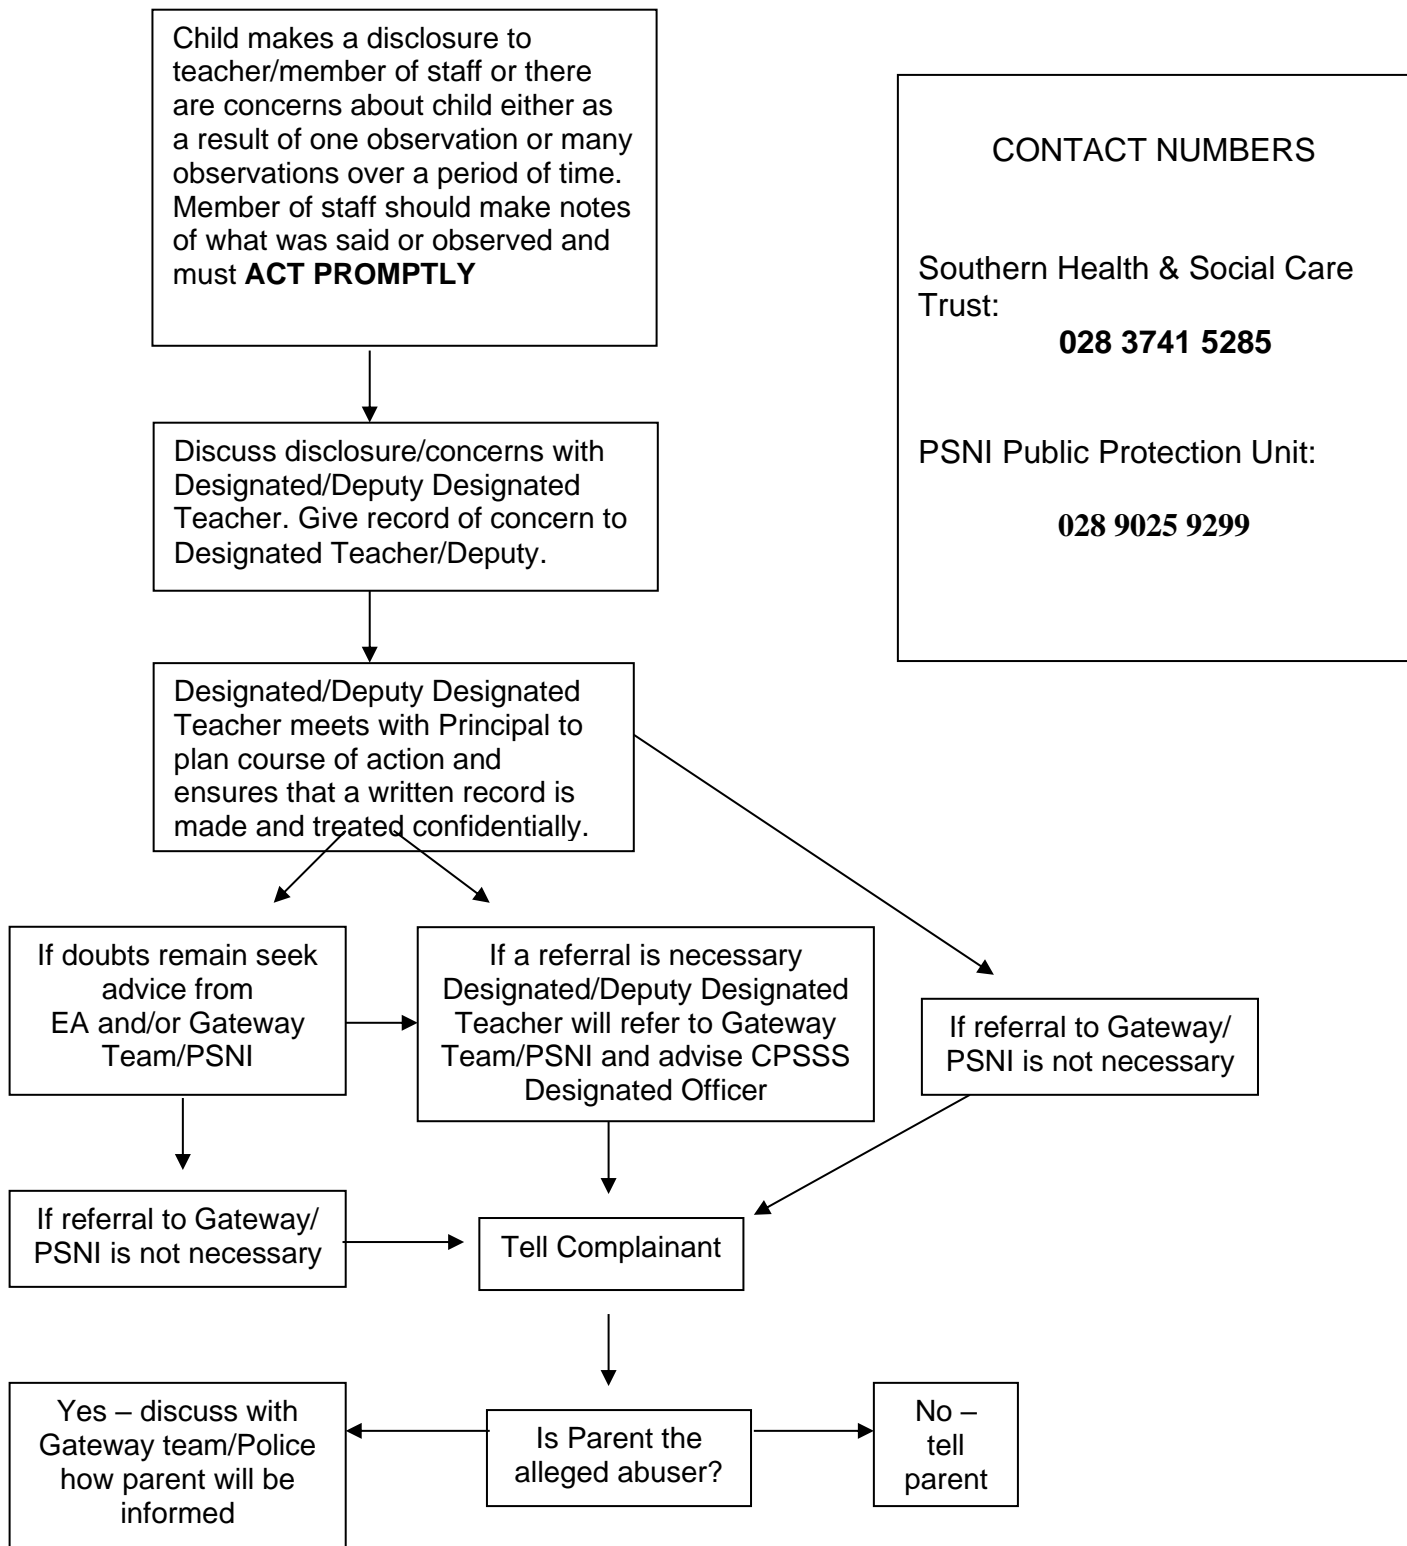 Child makes a disclosure to
teacher/member of staff or there
are concerns about child either as
a result of one observation or many
observations over a period of time.
Member of staff should make notes
of what was said or observed and
must ACT PROMPTLY
CONTACT NUMBERS
Southern Health & Social Care
Trust:
028 3741 5285
PSNI Public Protection Unit:
028 9025 9299
Discuss disclosure/concerns with
Designated/Deputy Designated
Teacher. Give record of concern to
Designated Teacher/Deputy.
Designated/Deputy Designated
Teacher meets with Principal to
plan course of action and
ensures that a written record is
made and treated confidentially.
If doubts remain seek
advice from
EA and/or Gateway
Team/PSNI
If a referral is necessary
Designated/Deputy Designated
Teacher will refer to Gateway
Team/PSNI and advise CPSSS
Designated Officer
If referral to Gateway/
PSNI is not necessary
If referral to Gateway/
PSNI is not necessary
Tell Complainant
Yes – discuss with
Gateway team/Police
how parent will be
informed
Is Parent the
alleged abuser?
No –
tell
parent